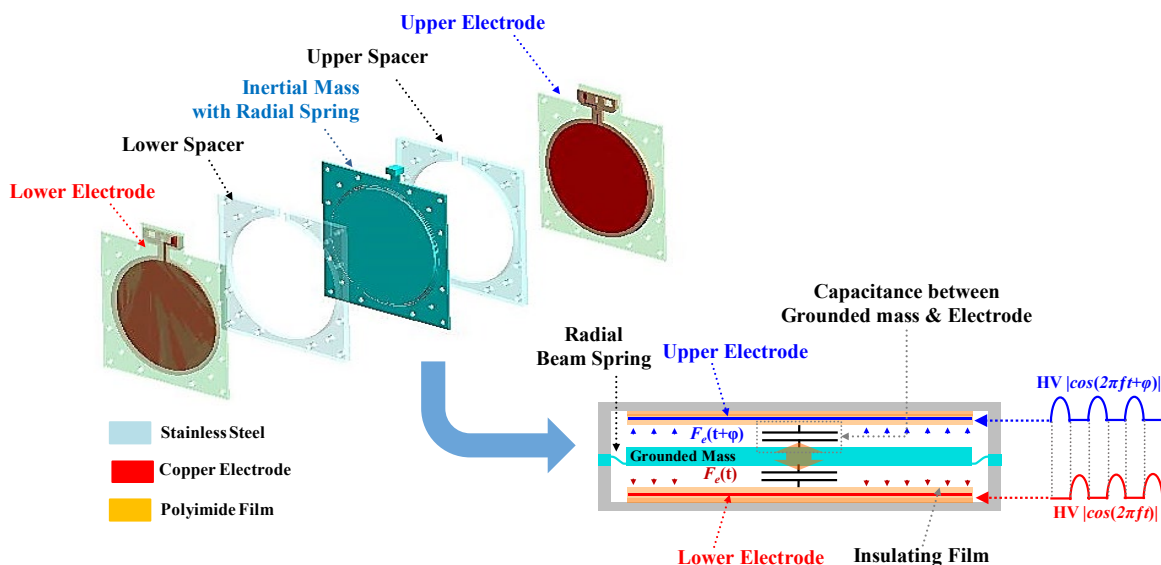 Upper Electrode
Upper Spacer
Inertial Mass
with Radial Spring
Lower Spacer
Lower Electrode
Stainless Steel
Copper Electrode
Polyimide Film
Capacitance between
Grounded mass & Electrode
Radial
Beam Spring
Upper Electrode
HV |cos(2πft+φ)|
Fe(t+φ)
Grounded Mass
Fe(t)
HV |cos(2πft)|
Lower Electrode
Insulating Film